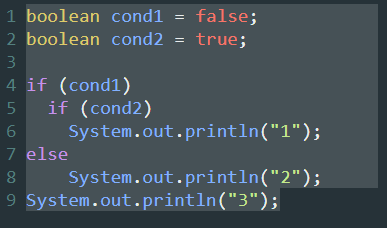 1 boolean cond1 = false;
2 boolean cond2 = true;
3
4 if (cond1)
5   if (cond2)
6     System.out.println("1");
7 else
8     System.out.println("2");
9 System.out.println("3");